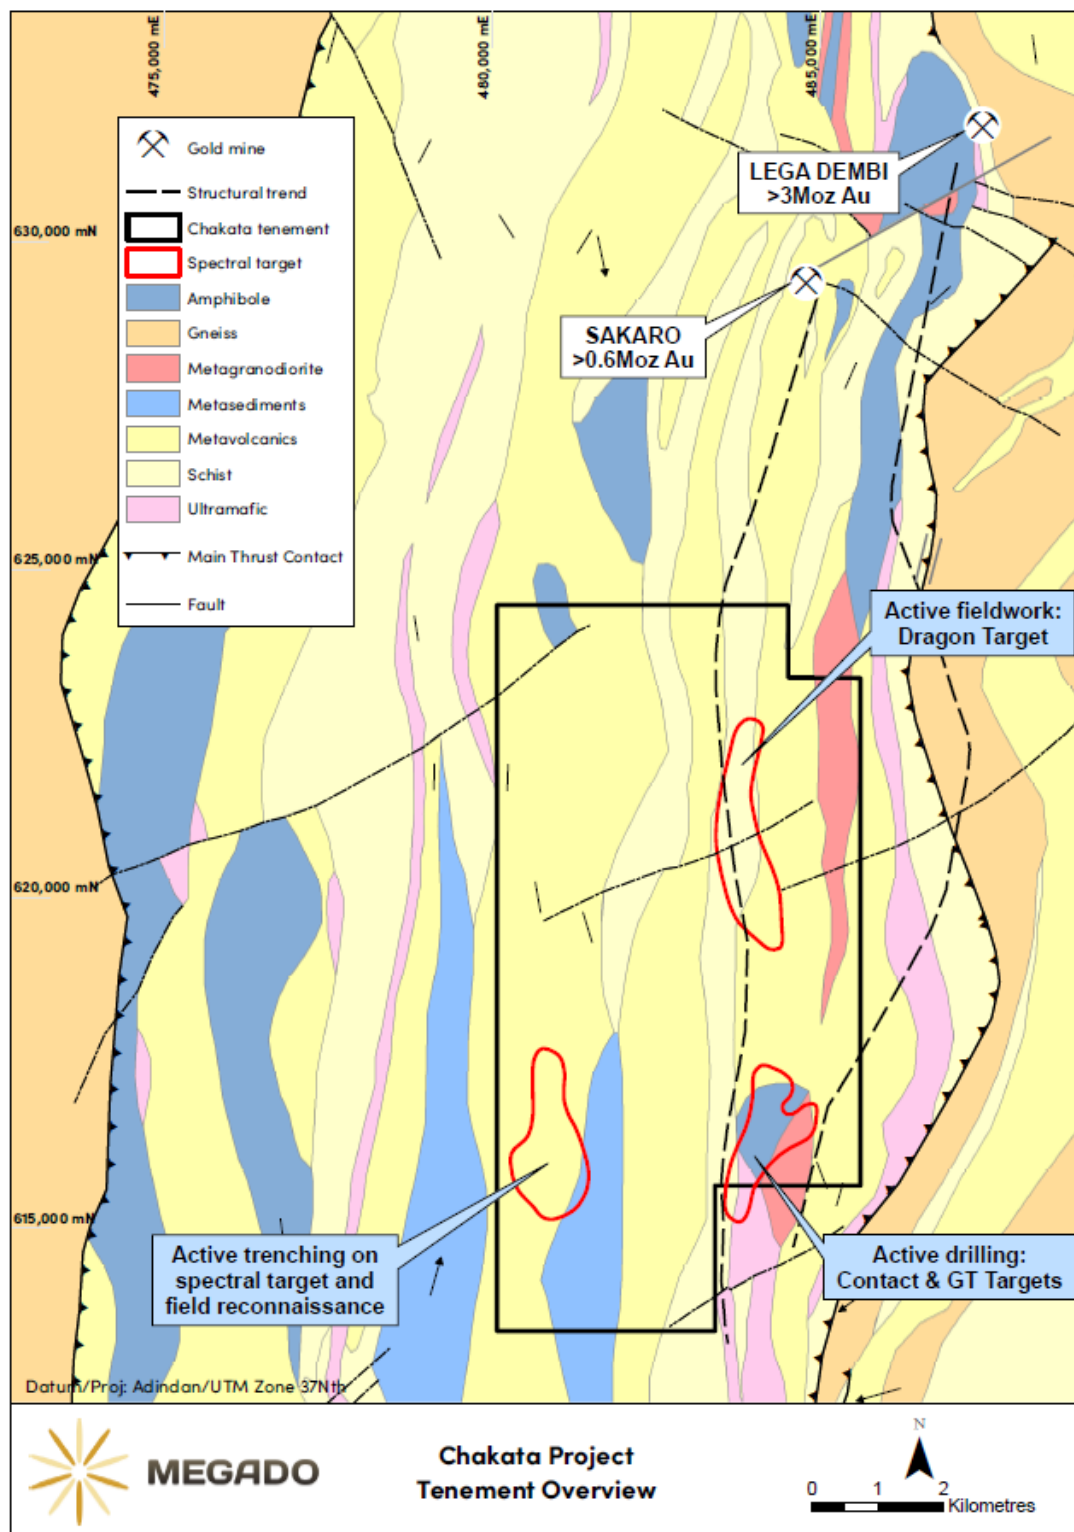 475,000 mE
480,000 mE
485,000 mE
Gold mine
Structural trend
Chakata tenement
Spectral target
Amphibole
Gneiss
Metagranodiorite
Metasediments
Metavolcanics
Schist
Ultramafic
Main Thrust Contact
Fault
LEGA DEMBI
>3Moz Au
SAKARO
>0.6Moz Au
630,000 mN
625,000 mN
620,000 mN
615,000 mN
Active fieldwork:
Dragon Target
Active trenching on
spectral target and
field reconnaissance
Active drilling:
Contact & GT Targets
Datum/Proj: Adindan/UTM Zone 37Nth
MEGADO
Chakata Project
Tenement Overview
N
0 1 2
Kilometres